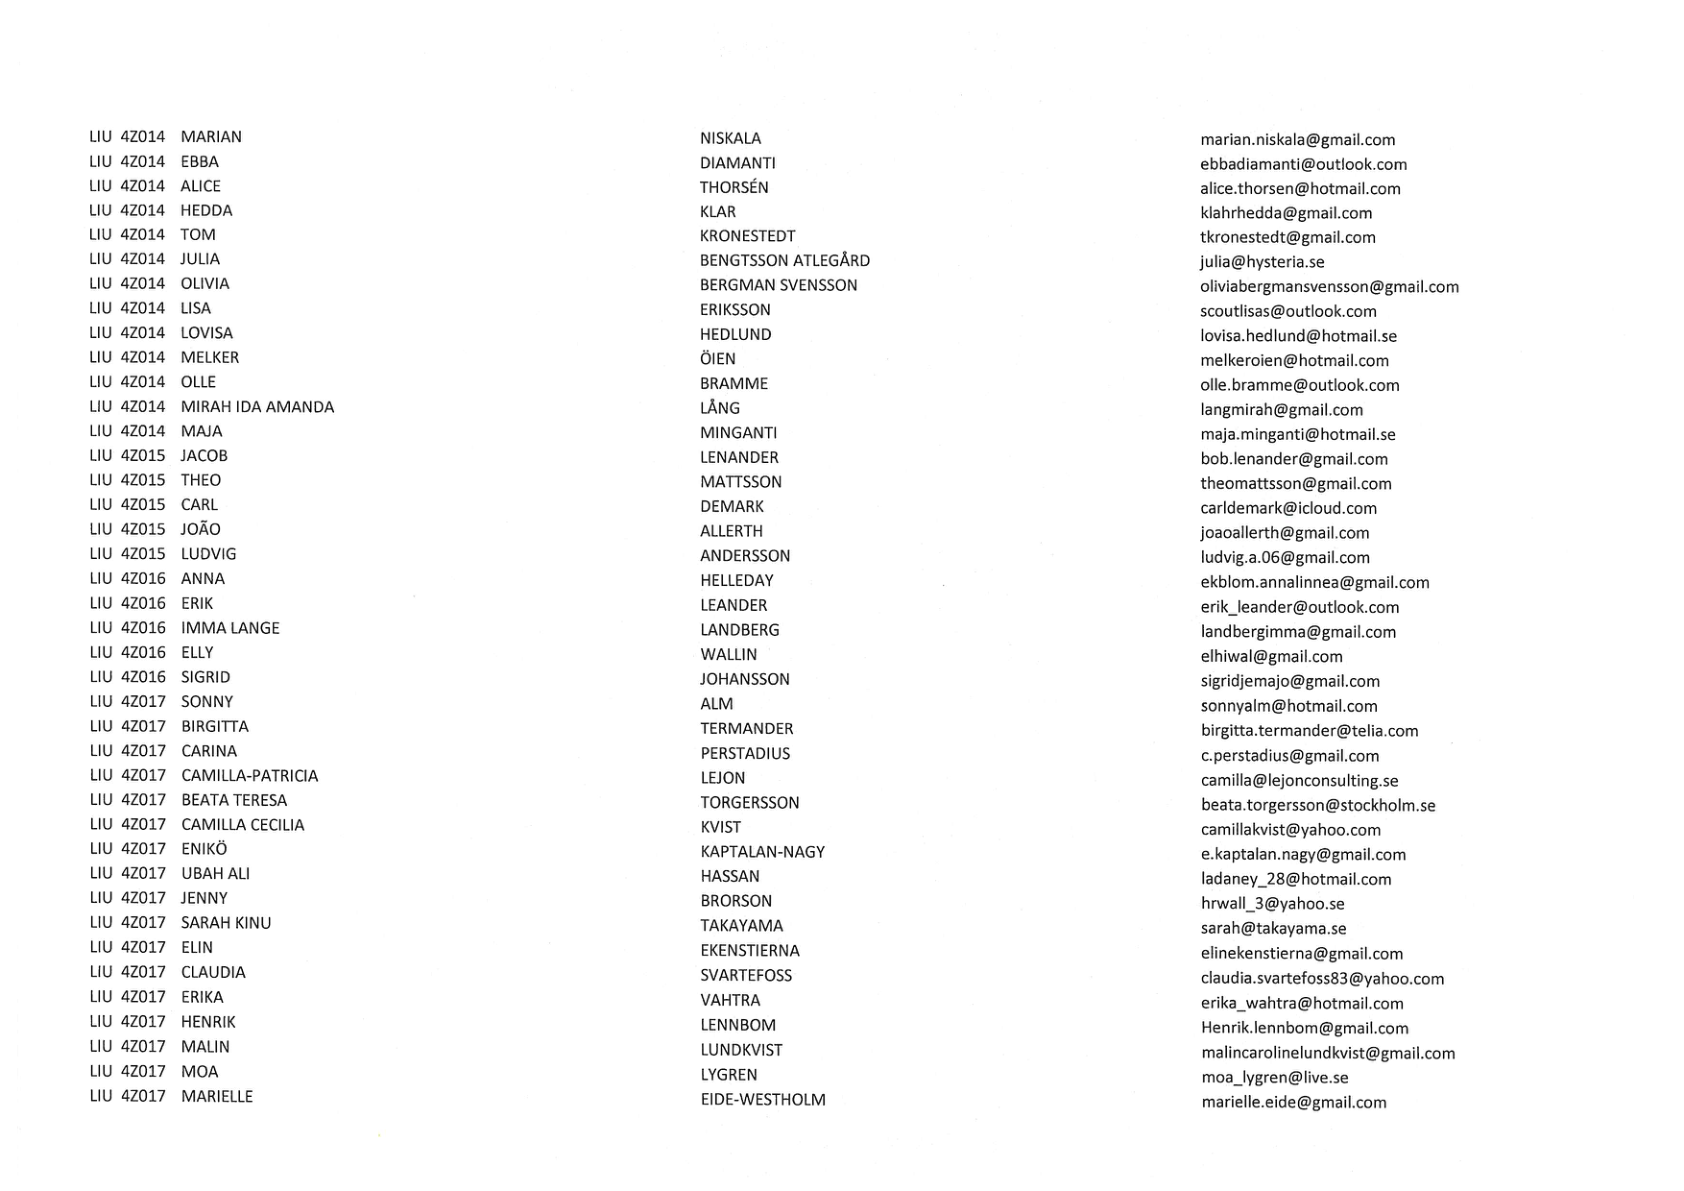 LIU 4Z014 MARIAN NISKALA marian.niskala@gmail.com
LIU 4Z014 EBBA DIAMANTI ebbadiamanti@outlook.com
LIU 4Z014 ALICE THORSÉN alice.thorsen@hotmail.com
LIU 4Z014 HEDDA KLAR klahrhedda@gmail.com
LIU 4Z014 TOM KRONESTEDT tkronestedt@gmail.com
LIU 4Z014 JULIA BENGTSSON ATLEGÅRD julia@hysteria.se
LIU 4Z014 OLIVIA BERGMAN SVENSSON oliviabergmansvensson@gmail.com
LIU 4Z014 LISA ERIKSSON scoutlisas@outlook.com
LIU 4Z014 LOVISA HEDLUND lovisa.hedlund@hotmail.se
LIU 4Z014 MELKER ÖIEN melkeroien@hotmail.com
LIU 4Z014 OLLE BRAMME olle.bramme@outlook.com
LIU 4Z014 MIRAH IDA AMANDA LÅNG langmirah@gmail.com
LIU 4Z014 MAJA MINGANTI maja.minganti@hotmail.se
LIU 4Z015 JACOB LENANDER bob.lenander@gmail.com
LIU 4Z015 THEO MATTSSON theomattsson@gmail.com
LIU 4Z015 CARL DEMARK carldemark@icloud.com
LIU 4Z015 JOÃO ALLERTH joaoallerth@gmail.com
LIU 4Z015 LUDVIG ANDERSSON ludvig.a.06@gmail.com
LIU 4Z016 ANNA HELLEDAY ekblom.annalinnea@gmail.com
LIU 4Z016 ERIK LEANDER erik_leander@outlook.com
LIU 4Z016 IMMA LANGE LANDBERG landbergimma@gmail.com
LIU 4Z016 ELLY WALLIN elhiwal@gmail.com
LIU 4Z016 SIGRID JOHANSSON sigridjemajo@gmail.com
LIU 4Z017 SONNY ALM sonnyalm@hotmail.com
LIU 4Z017 BIRGITTA TERMANDER birgitta.termander@telia.com
LIU 4Z017 CARINA PERSTADIUS c.perstadius@gmail.com
LIU 4Z017 CAMILLA-PATRICIA LEJON camilla@lejonconsulting.se
LIU 4Z017 BEATA TERESA TORGERSSON beata.torgersson@stockholm.se
LIU 4Z017 CAMILLA CECILIA KVIST camillakvist@yahoo.com
LIU 4Z017 ENIKÖ KAPTALAN-NAGY e.kaptalan.nagy@gmail.com
LIU 4Z017 UBAH ALI HASSAN ladaney_28@hotmail.com
LIU 4Z017 JENNY BRORSON hrwall_3@yahoo.se
LIU 4Z017 SARAH KINU TAKAYAMA sarah@takayama.se
LIU 4Z017 ELIN EKENSTIERNA elinekenstierna@gmail.com
LIU 4Z017 CLAUDIA SVARTEFOSS claudia.svartefoss83@yahoo.com
LIU 4Z017 ERIKA VAHTRA erika_wahtra@hotmail.com
LIU 4Z017 HENRIK LENNBOM Henrik.lennbom@gmail.com
LIU 4Z017 MALIN LUNDKVIST malincarolinelundkvist@gmail.com
LIU 4Z017 MOA LYGREN moa_lygren@live.se
LIU 4Z017 MARIELLE EIDE-WESTHOLM marielle.eide@gmail.com